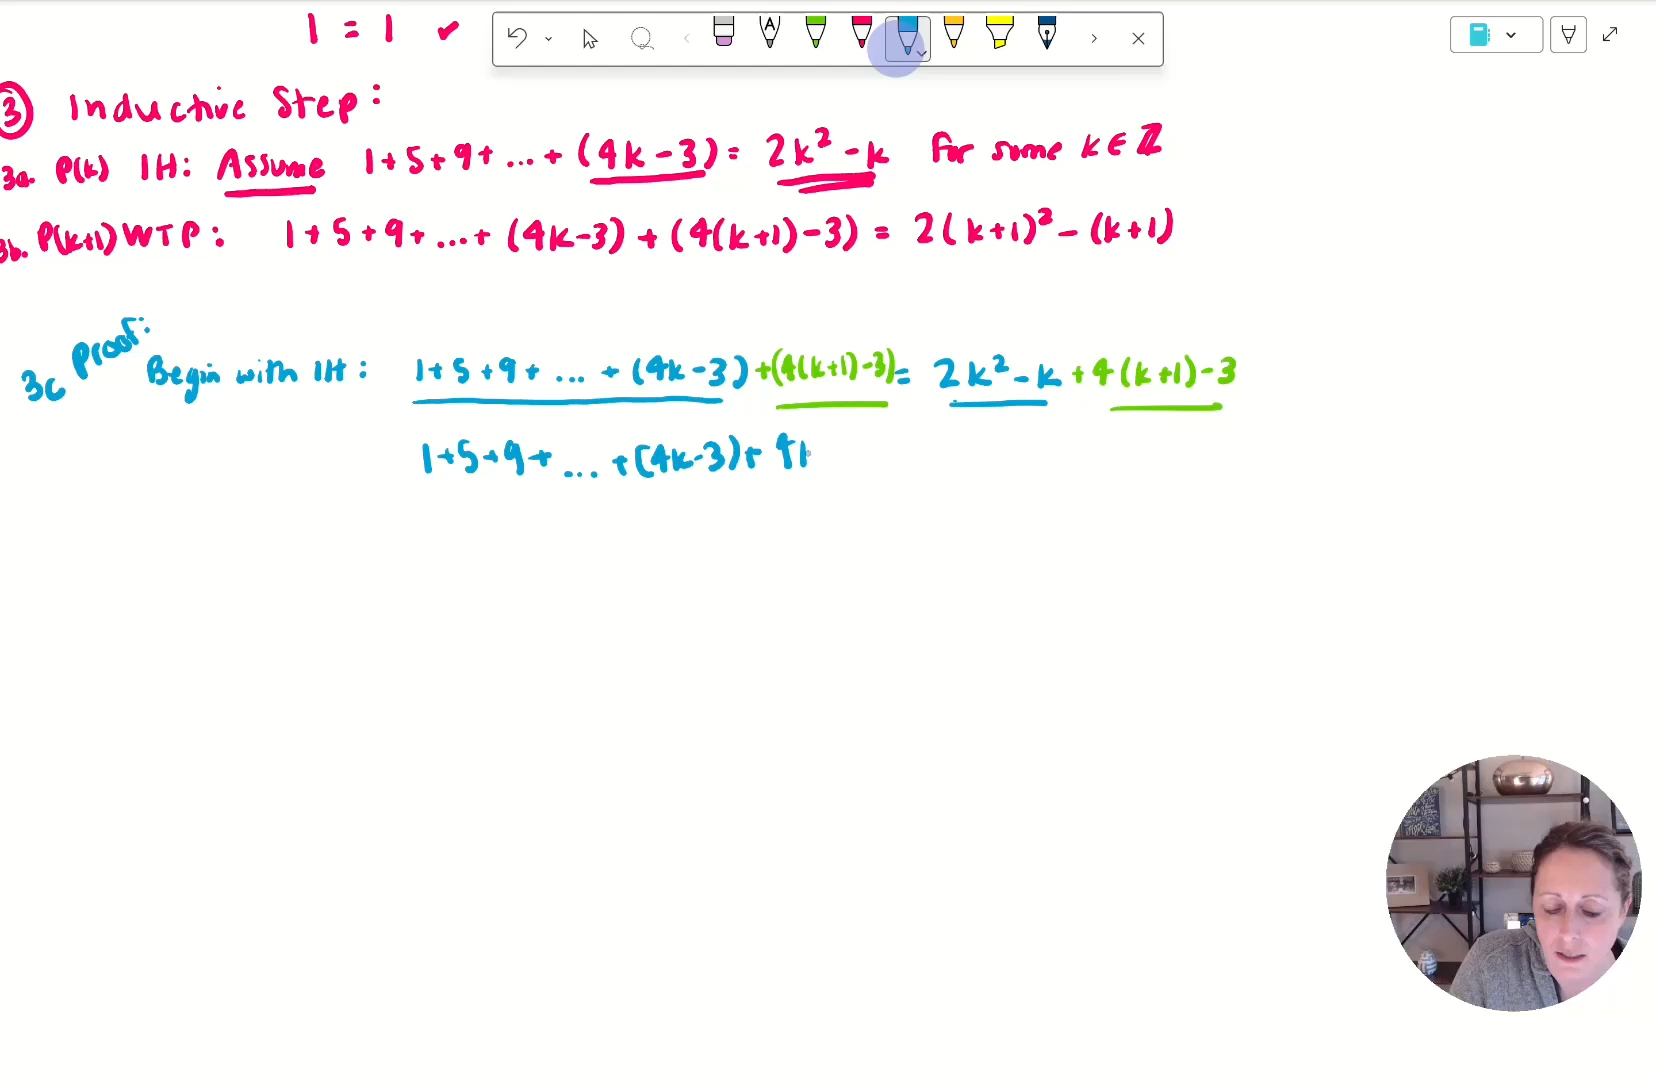 1 = 1 ✓
③ Inductive Step:
3a. P(k) IH: Assume 1+5+9+...+(4k-3) = 2k²-k for some k∈ℤ
3b. P(k+1) WTP: 1+5+9+...+(4k-3)+(4(k+1)-3) = 2(k+1)²-(k+1)
3c Proof:
Begin with IH: 1+5+9+...+(4k-3)+(4(k+1)-3) = 2k²-k+4(k+1)-3
1+5+9+...+(4k-3)+